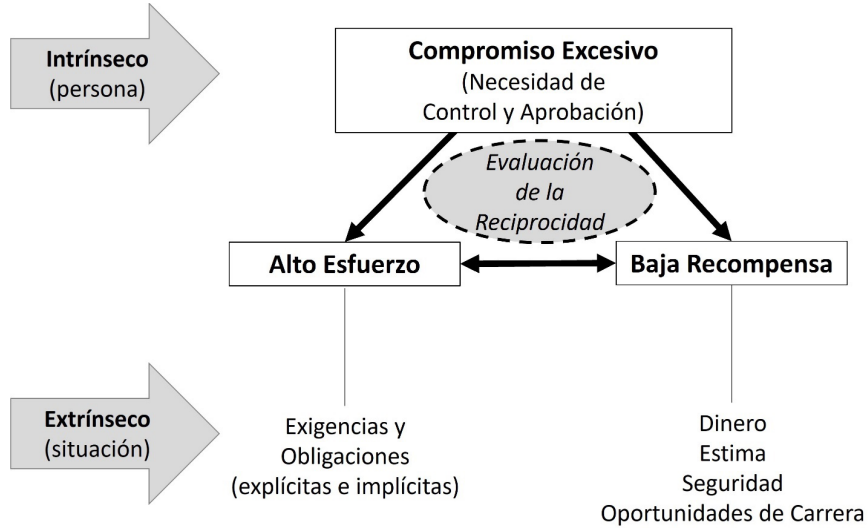 Intrínseco
(persona)
Compromiso Excesivo
(Necesidad de
Control y Aprobación)
Evaluación
de la
Reciprocidad
Alto Esfuerzo
Baja Recompensa
Extrínseco
(situación)
Exigencias y
Obligaciones
(explícitas e implícitas)
Dinero
Estima
Seguridad
Oportunidades de Carrera